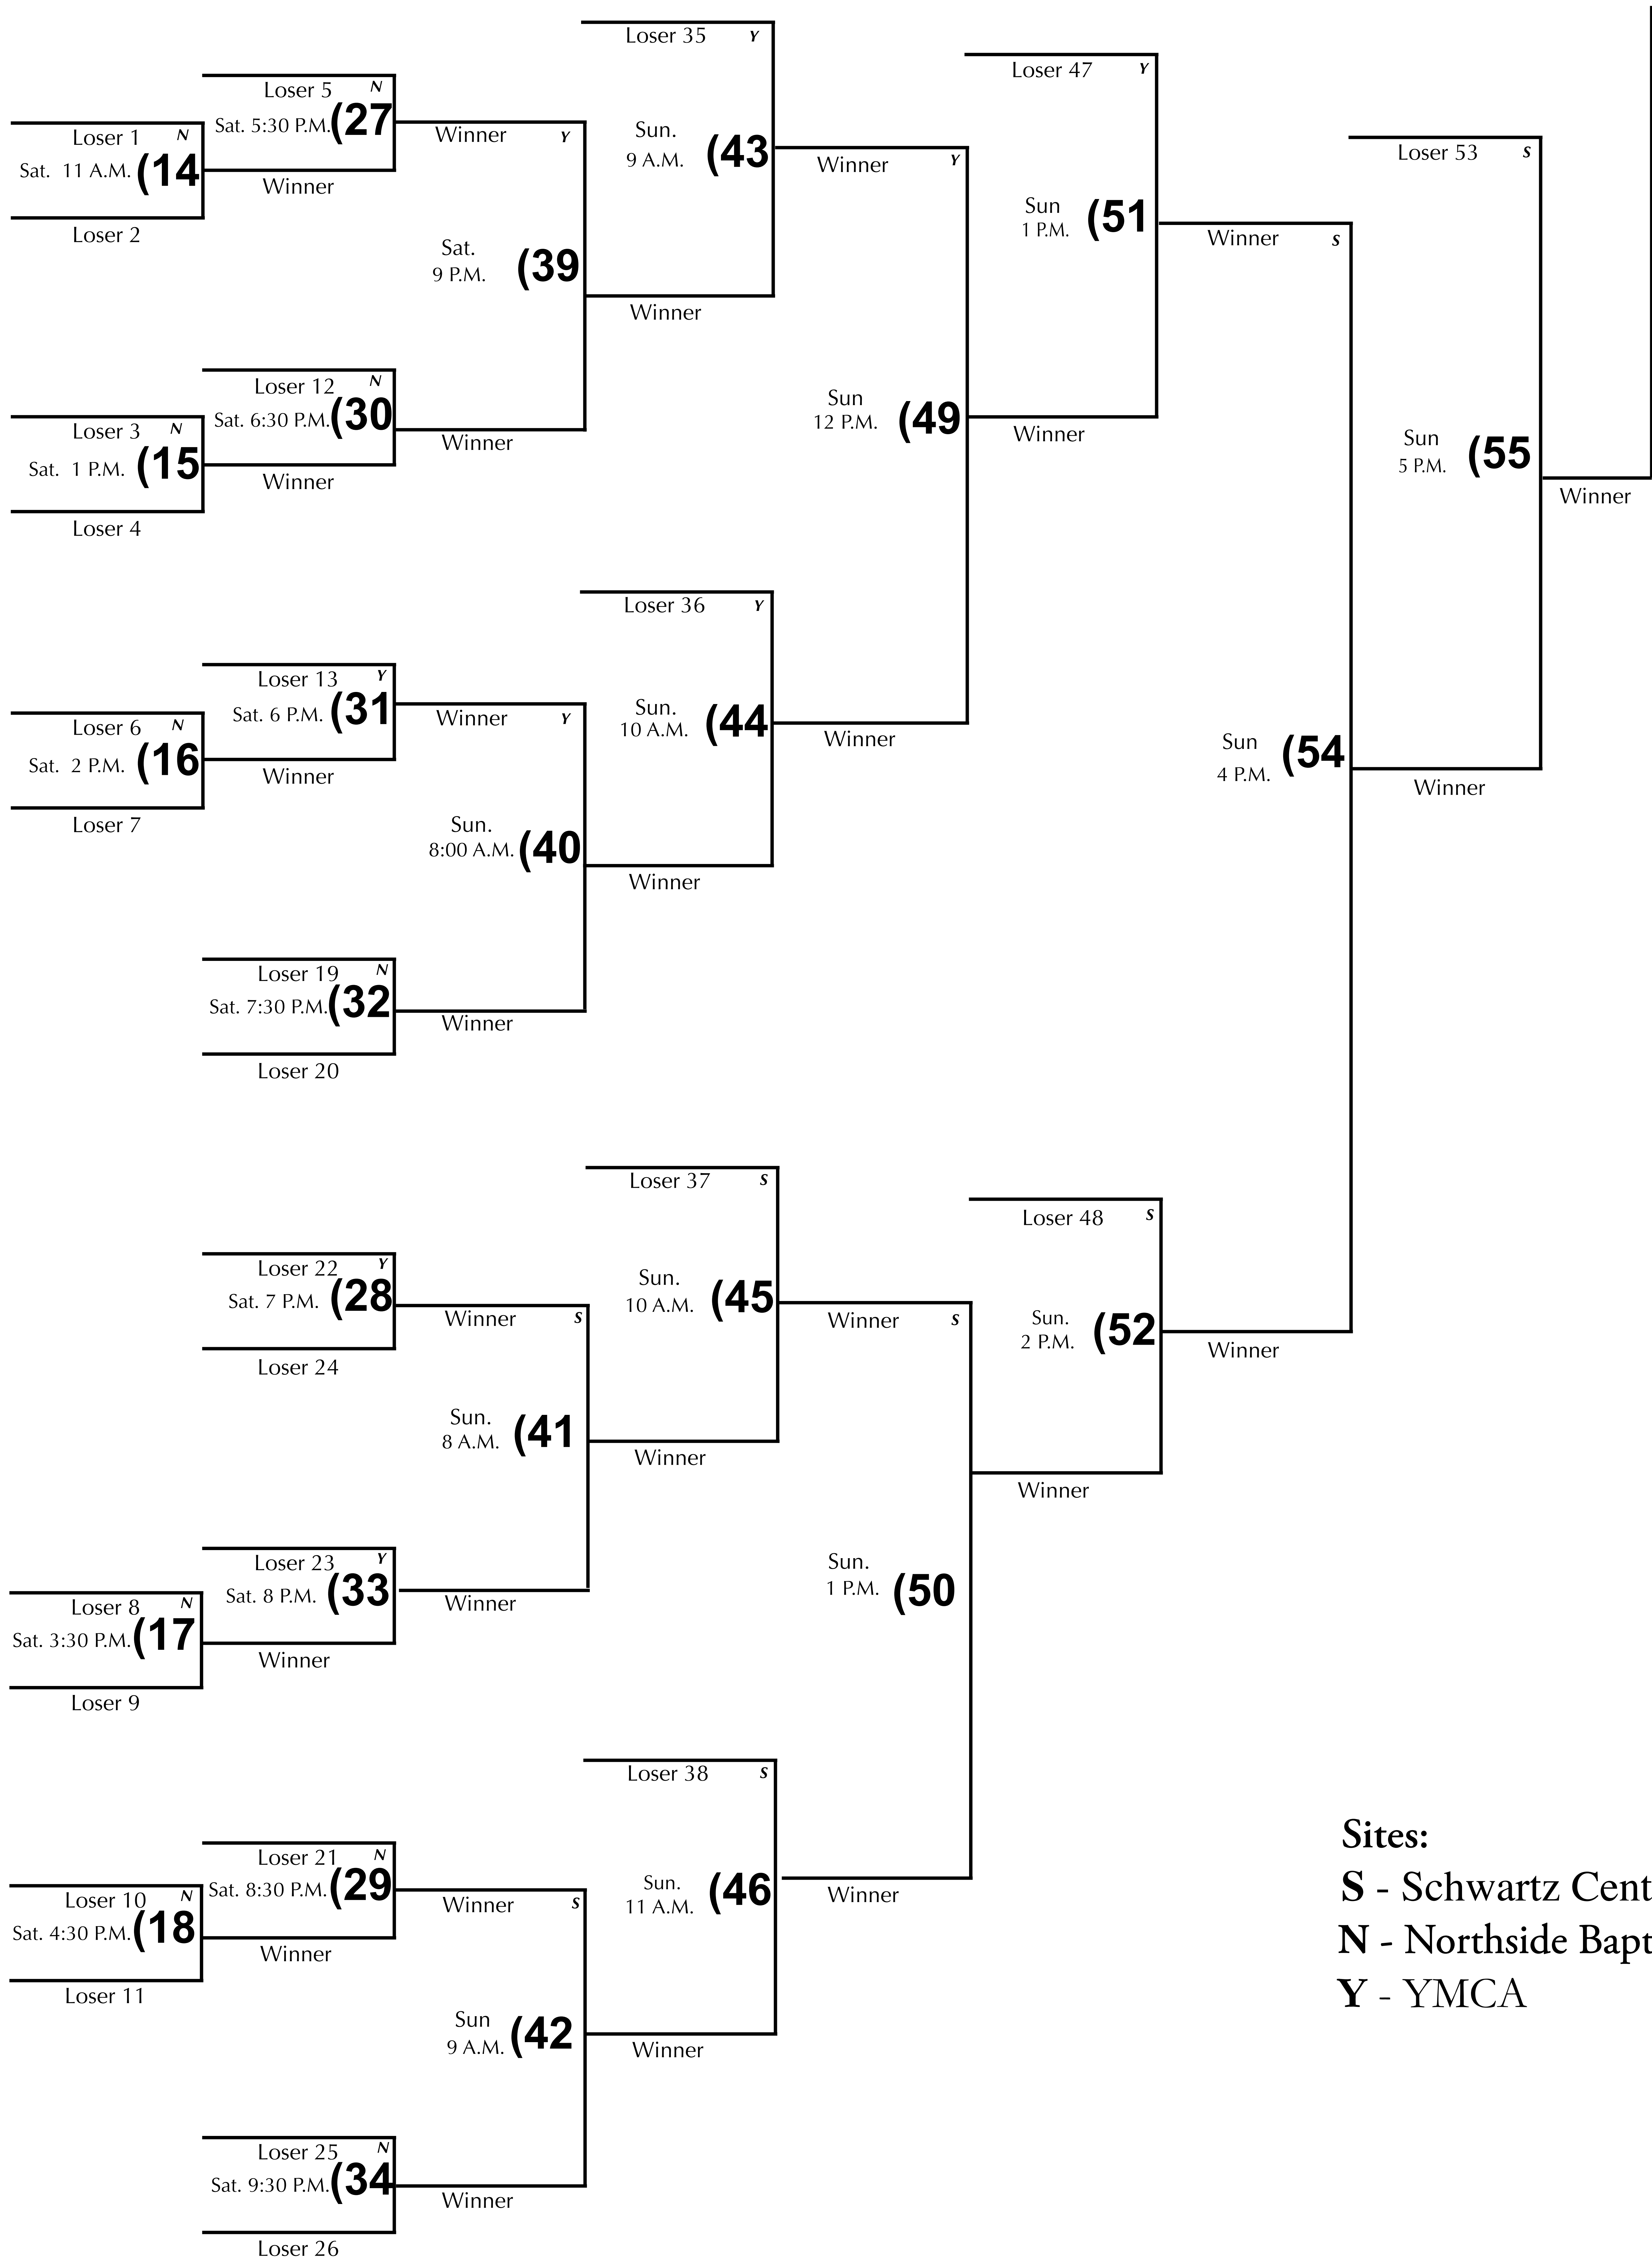 Loser 35 Y
Loser 47 Y
Loser 5 N
Sat. 5:30 P.M. (27
Loser 1 N
Winner Y
Sun.
9 A.M. (43
Loser 53 S
Sat. 11 A.M. (14
Winner Y
Winner
Sun
1 P.M. (51
Loser 2
Winner S
Sat.
9 P.M. (39
Winner
Loser 12 N
Sat. 6:30 P.M. (30
Sun
12 P.M. (49
Loser 3 N
Winner
Winner
Sun
5 P.M. (55
Sat. 1 P.M. (15
Winner
Winner
Loser 4
Loser 36 Y
Loser 13 Y
Sat. 6 P.M. (31
Winner Y
Sun.
10 A.M. (44
Loser 6 N
Winner
Sat. 2 P.M. (16
Winner
Sun
4 P.M. (54
Winner
Loser 7
Sun.
8:00 A.M. (40
Winner
Loser 19 N
Sat. 7:30 P.M. (32
Winner
Loser 20
Loser 37 S
Loser 48 S
Loser 22 Y
Sat. 7 P.M. (28
Sun.
10 A.M. (45
Winner S
Winner S
Sun.
2 P.M. (52
Winner
Loser 24
Sun.
8 A.M. (41
Winner
Winner
Loser 23 Y
Sat. 8 P.M. (33
Sun.
1 P.M. (50
Loser 8 N
Winner
Sat. 3:30 P.M. (17
Winner
Loser 9
Loser 38 S
Sites:
Loser 21 N
Sat. 8:30 P.M. (29
Sun.
11 A.M. (46
S - Schwartz Cent
Loser 10 N
Winner S
Winner
Sat. 4:30 P.M. (18
N - Northside Bapt
Winner
Loser 11
Y - YMCA
Sun
9 A.M. (42
Winner
Loser 25 N
Sat. 9:30 P.M. (34
Winner
Loser 26